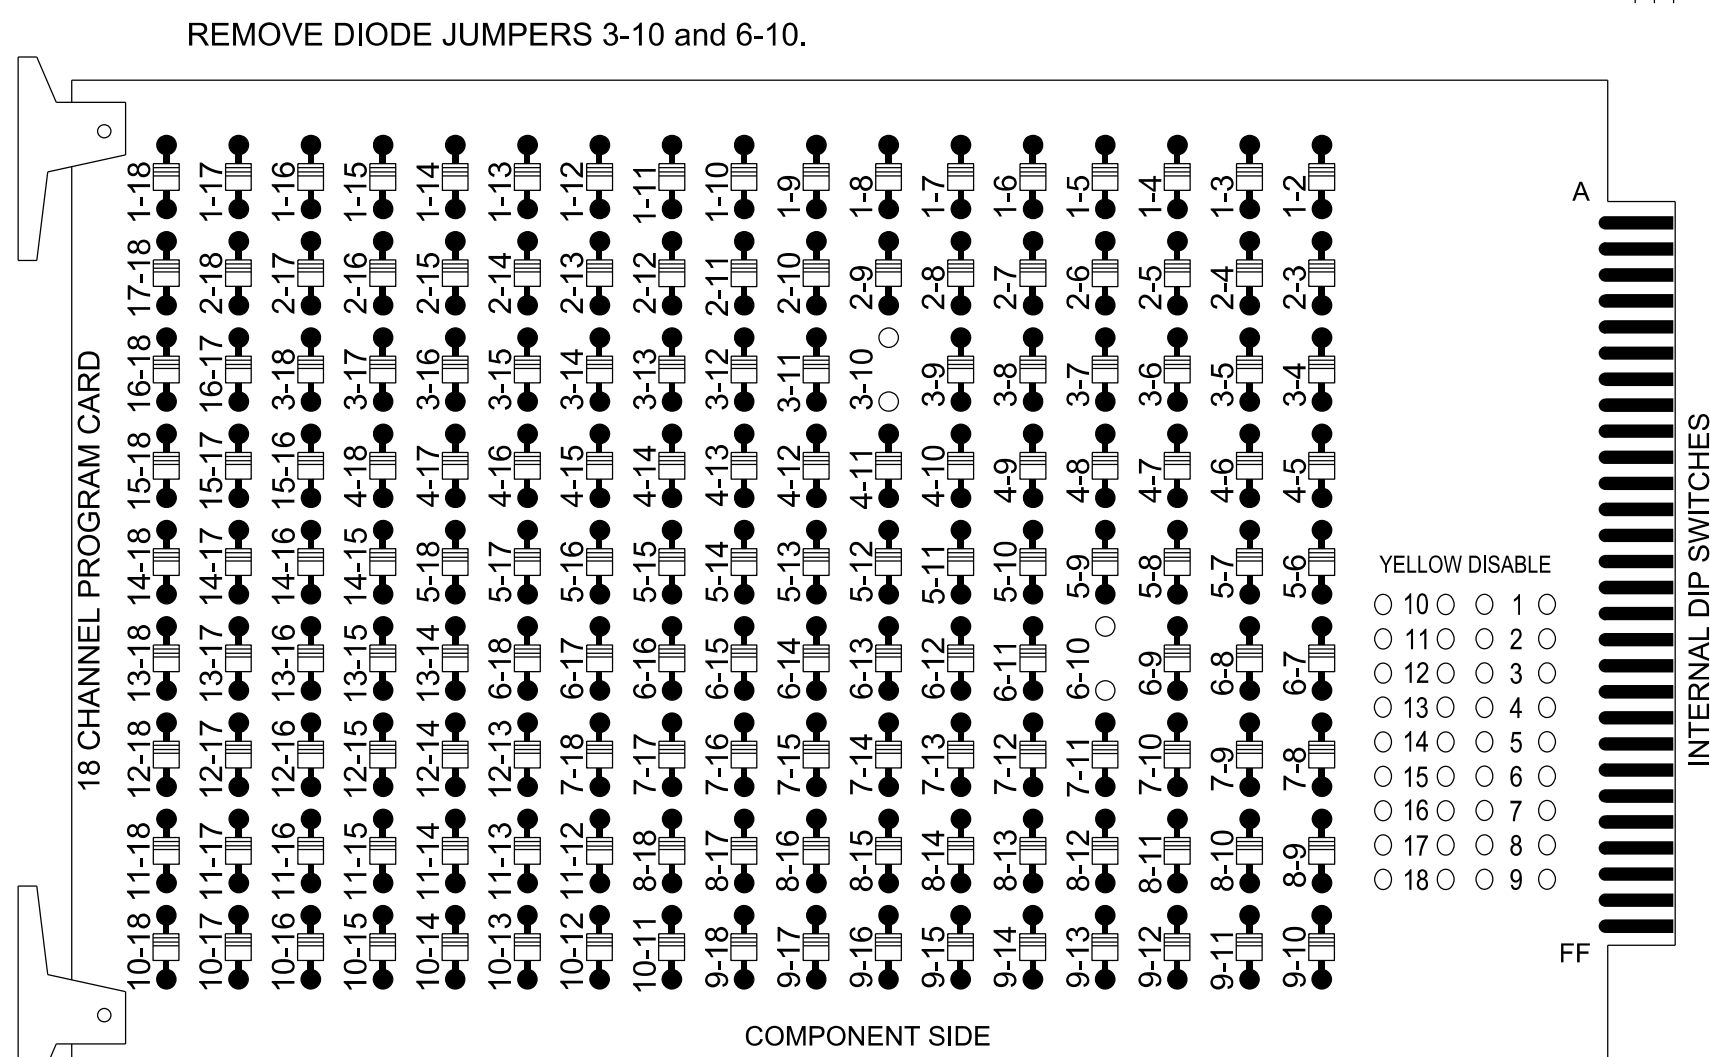 REMOVE DIODE JUMPERS 3-10 and 6-10.
1-18 1-17 1-16 1-15 1-14 1-13 1-12 1-11 1-10 1-9 1-8 1-7 1-6 1-5 1-4 1-3 1-2
17-18 2-18 2-17 2-16 2-15 2-14 2-13 2-12 2-11 2-10 2-9 2-8 2-7 2-6 2-5 2-4 2-3
16-18 16-17 3-18 3-17 3-16 3-15 3-14 3-13 3-12 3-11 3-10 3-9 3-8 3-7 3-6 3-5 3-4
15-18 15-17 15-16 4-18 4-17 4-16 4-15 4-14 4-13 4-12 4-11 4-10 4-9 4-8 4-7 4-6 4-5
14-18 14-17 14-16 14-15 5-18 5-17 5-16 5-15 5-14 5-13 5-12 5-11 5-10 5-9 5-8 5-7 5-6
13-18 13-17 13-16 13-15 13-14 6-18 6-17 6-16 6-15 6-14 6-13 6-12 6-11 6-10 6-9 6-8 6-7
12-18 12-17 12-16 12-15 12-14 12-13 7-18 7-17 7-16 7-15 7-14 7-13 7-12 7-11 7-10 7-9 7-8
11-18 11-17 11-16 11-15 11-14 11-13 11-12 8-18 8-17 8-16 8-15 8-14 8-13 8-12 8-11 8-10 8-9
10-18 10-17 10-16 10-15 10-14 10-13 10-12 10-11 9-18 9-17 9-16 9-15 9-14 9-13 9-12 9-11 9-10
18 CHANNEL PROGRAM CARD
COMPONENT SIDE
YELLOW DISABLE
10 1
11 2
12 3
13 4
14 5
15 6
16 7
17 8
18 9
A
FF
INTERNAL DIP SWITCHES